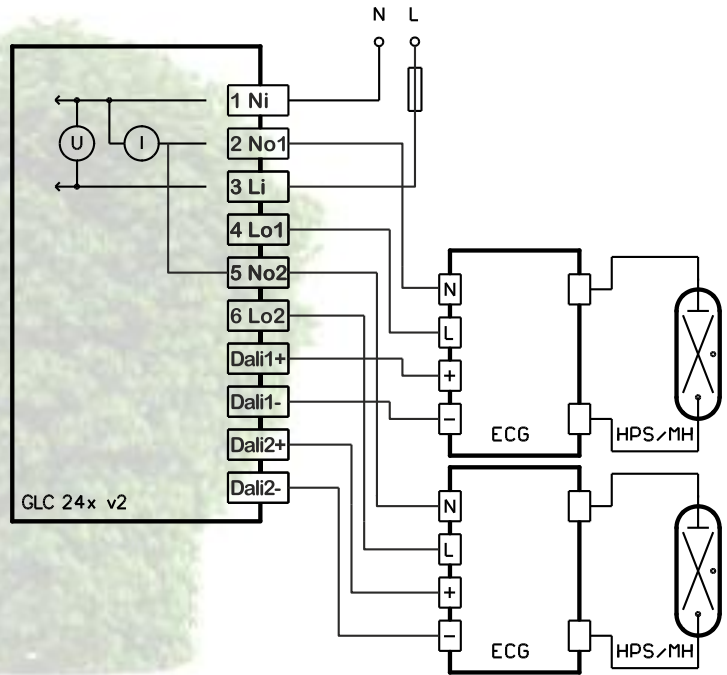 N L
1 Ni
2 No1
3 Li
4 Lo1
5 No2
6 Lo2
Dali1+
Dali1-
Dali2+
Dali2-
U
I
GLC 24x v2
N
L
+
-
ECG
HPS/MH
N
L
+
-
ECG
HPS/MH